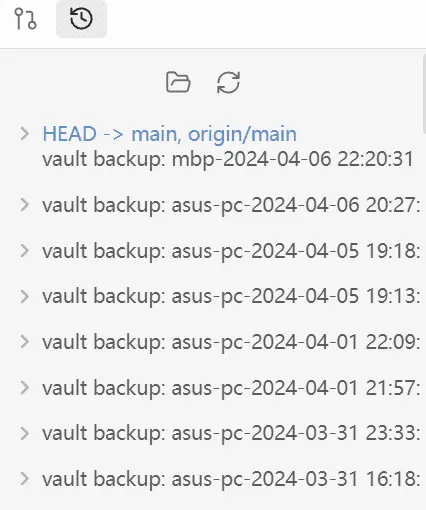 HEAD -> main, origin/main
vault backup: mbp-2024-04-06 22:20:31
vault backup: asus-pc-2024-04-06 20:27:
vault backup: asus-pc-2024-04-05 19:18:
vault backup: asus-pc-2024-04-05 19:13:
vault backup: asus-pc-2024-04-01 22:09:
vault backup: asus-pc-2024-04-01 21:57:
vault backup: asus-pc-2024-03-31 23:33:
vault backup: asus-pc-2024-03-31 16:18: